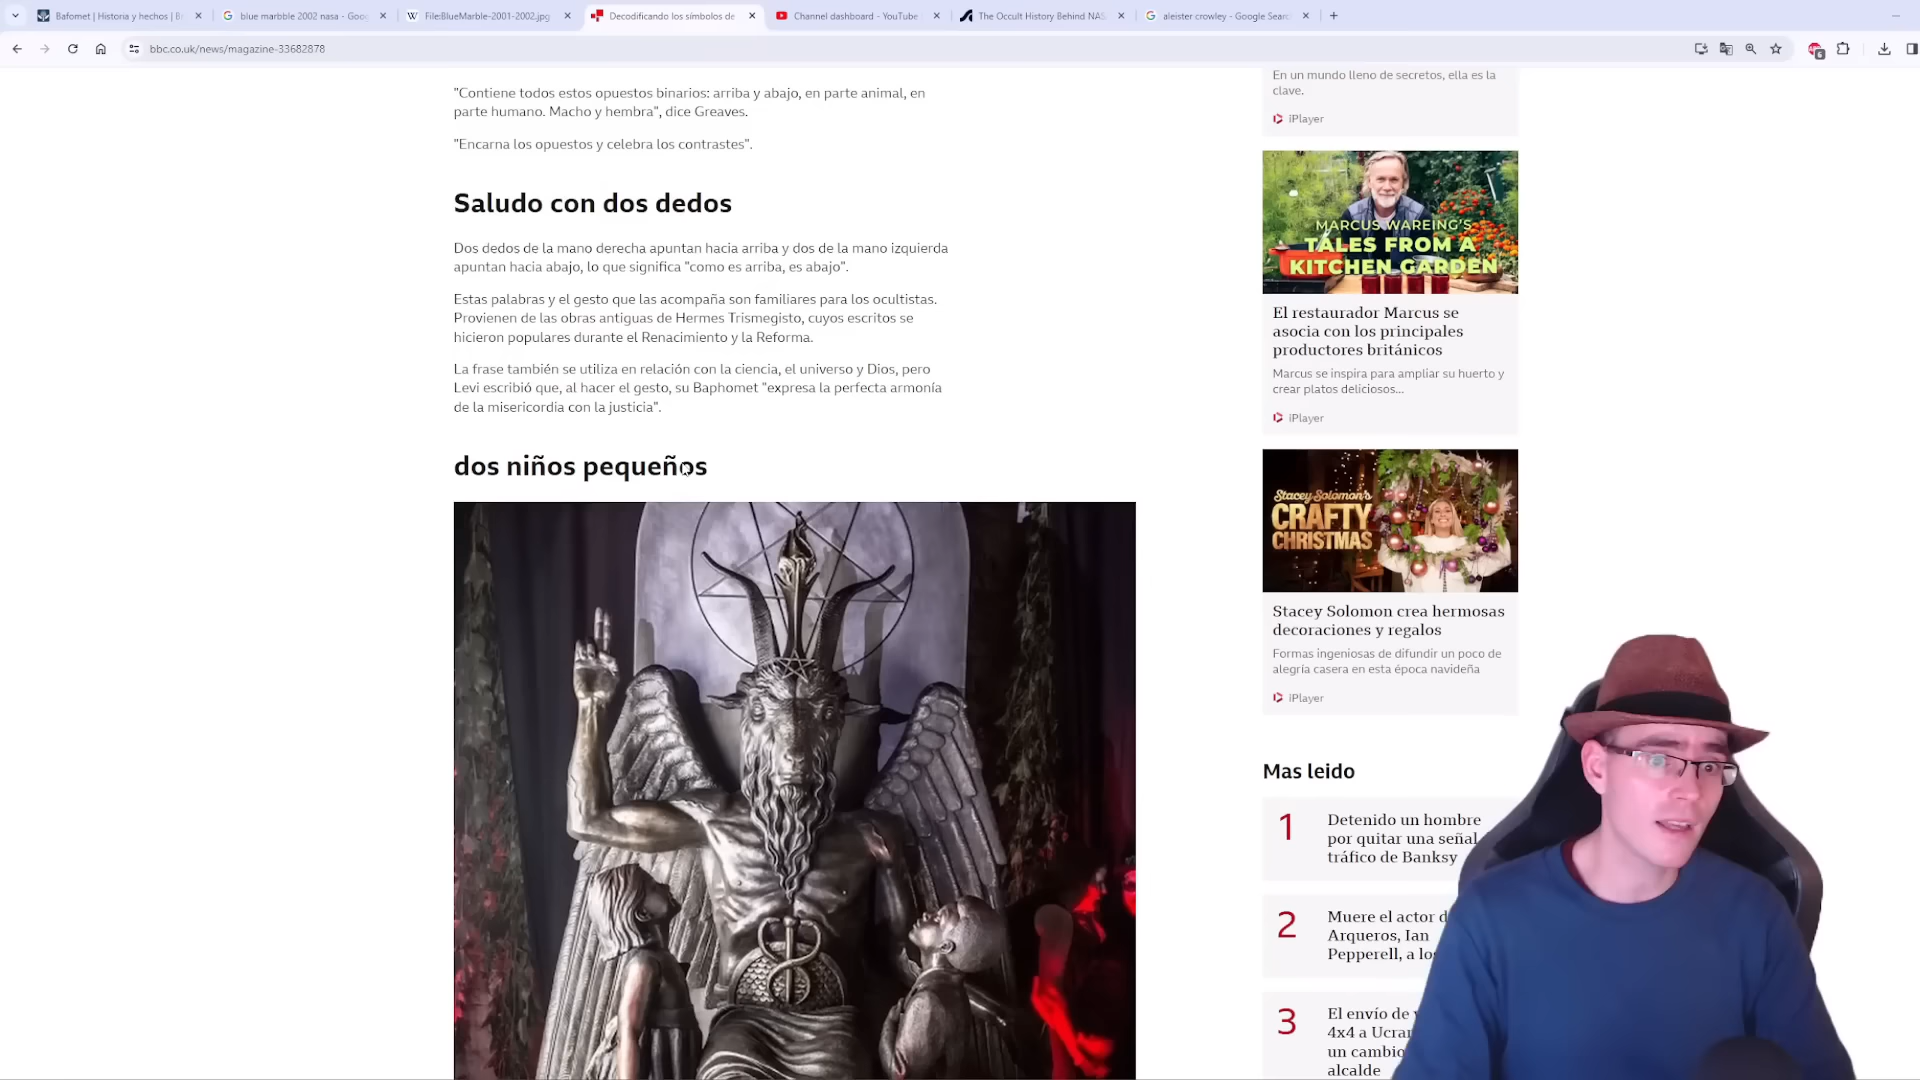 Bafomet | Historia y hechos | B
blue marbble 2002 nasa - Goo
File:BlueMarble-2001-2002.jpg
Decodificando los símbolos de
Channel dashboard - YouTube
The Occult History Behind NAS
aleister crowley - Google Searc
bbc.co.uk/news/magazine-33682878
6
"Contiene todos estos opuestos binarios: arriba y abajo, en parte animal, en
parte humano. Macho y hembra", dice Greaves.
"Encarna los opuestos y celebra los contrastes".
Saludo con dos dedos
Dos dedos de la mano derecha apuntan hacia arriba y dos de la mano izquierda
apuntan hacia abajo, lo que significa "como es arriba, es abajo".
Estas palabras y el gesto que las acompaña son familiares para los ocultistas.
Provienen de las obras antiguas de Hermes Trismegisto, cuyos escritos se
hicieron populares durante el Renacimiento y la Reforma.
La frase también se utiliza en relación con la ciencia, el universo y Dios, pero
Levi escribió que, al hacer el gesto, su Baphomet "expresa la perfecta armonía
de la misericordia con la justicia".
dos niños pequeños
En un mundo lleno de secretos, ella es la
clave.
iPlayer
MARCUS WAREING'S
TALES FROM A
KITCHEN GARDEN
El restaurador Marcus se
asocia con los principales
productores británicos
Marcus se inspira para ampliar su huerto y
crear platos deliciosos...
iPlayer
Stacey Solomon's
CRAFTY
CHRISTMAS
Stacey Solomon crea hermosas
decoraciones y regalos
Formas ingeniosas de difundir un poco de
alegría casera en esta época navideña
iPlayer
Mas leido
1
Detenido un hombre
por quitar una señal
tráfico de Banksy
2
Muere el actor d
Arqueros, Ian
Pepperell, a lo
3
El envío de
4x4 a Ucra
un cambio
alcalde